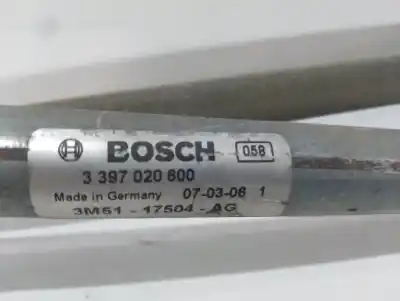 BOSCH 058
3 397 020 600
Made in Germany 07-03-06 1
3M51 - 17504 - AG